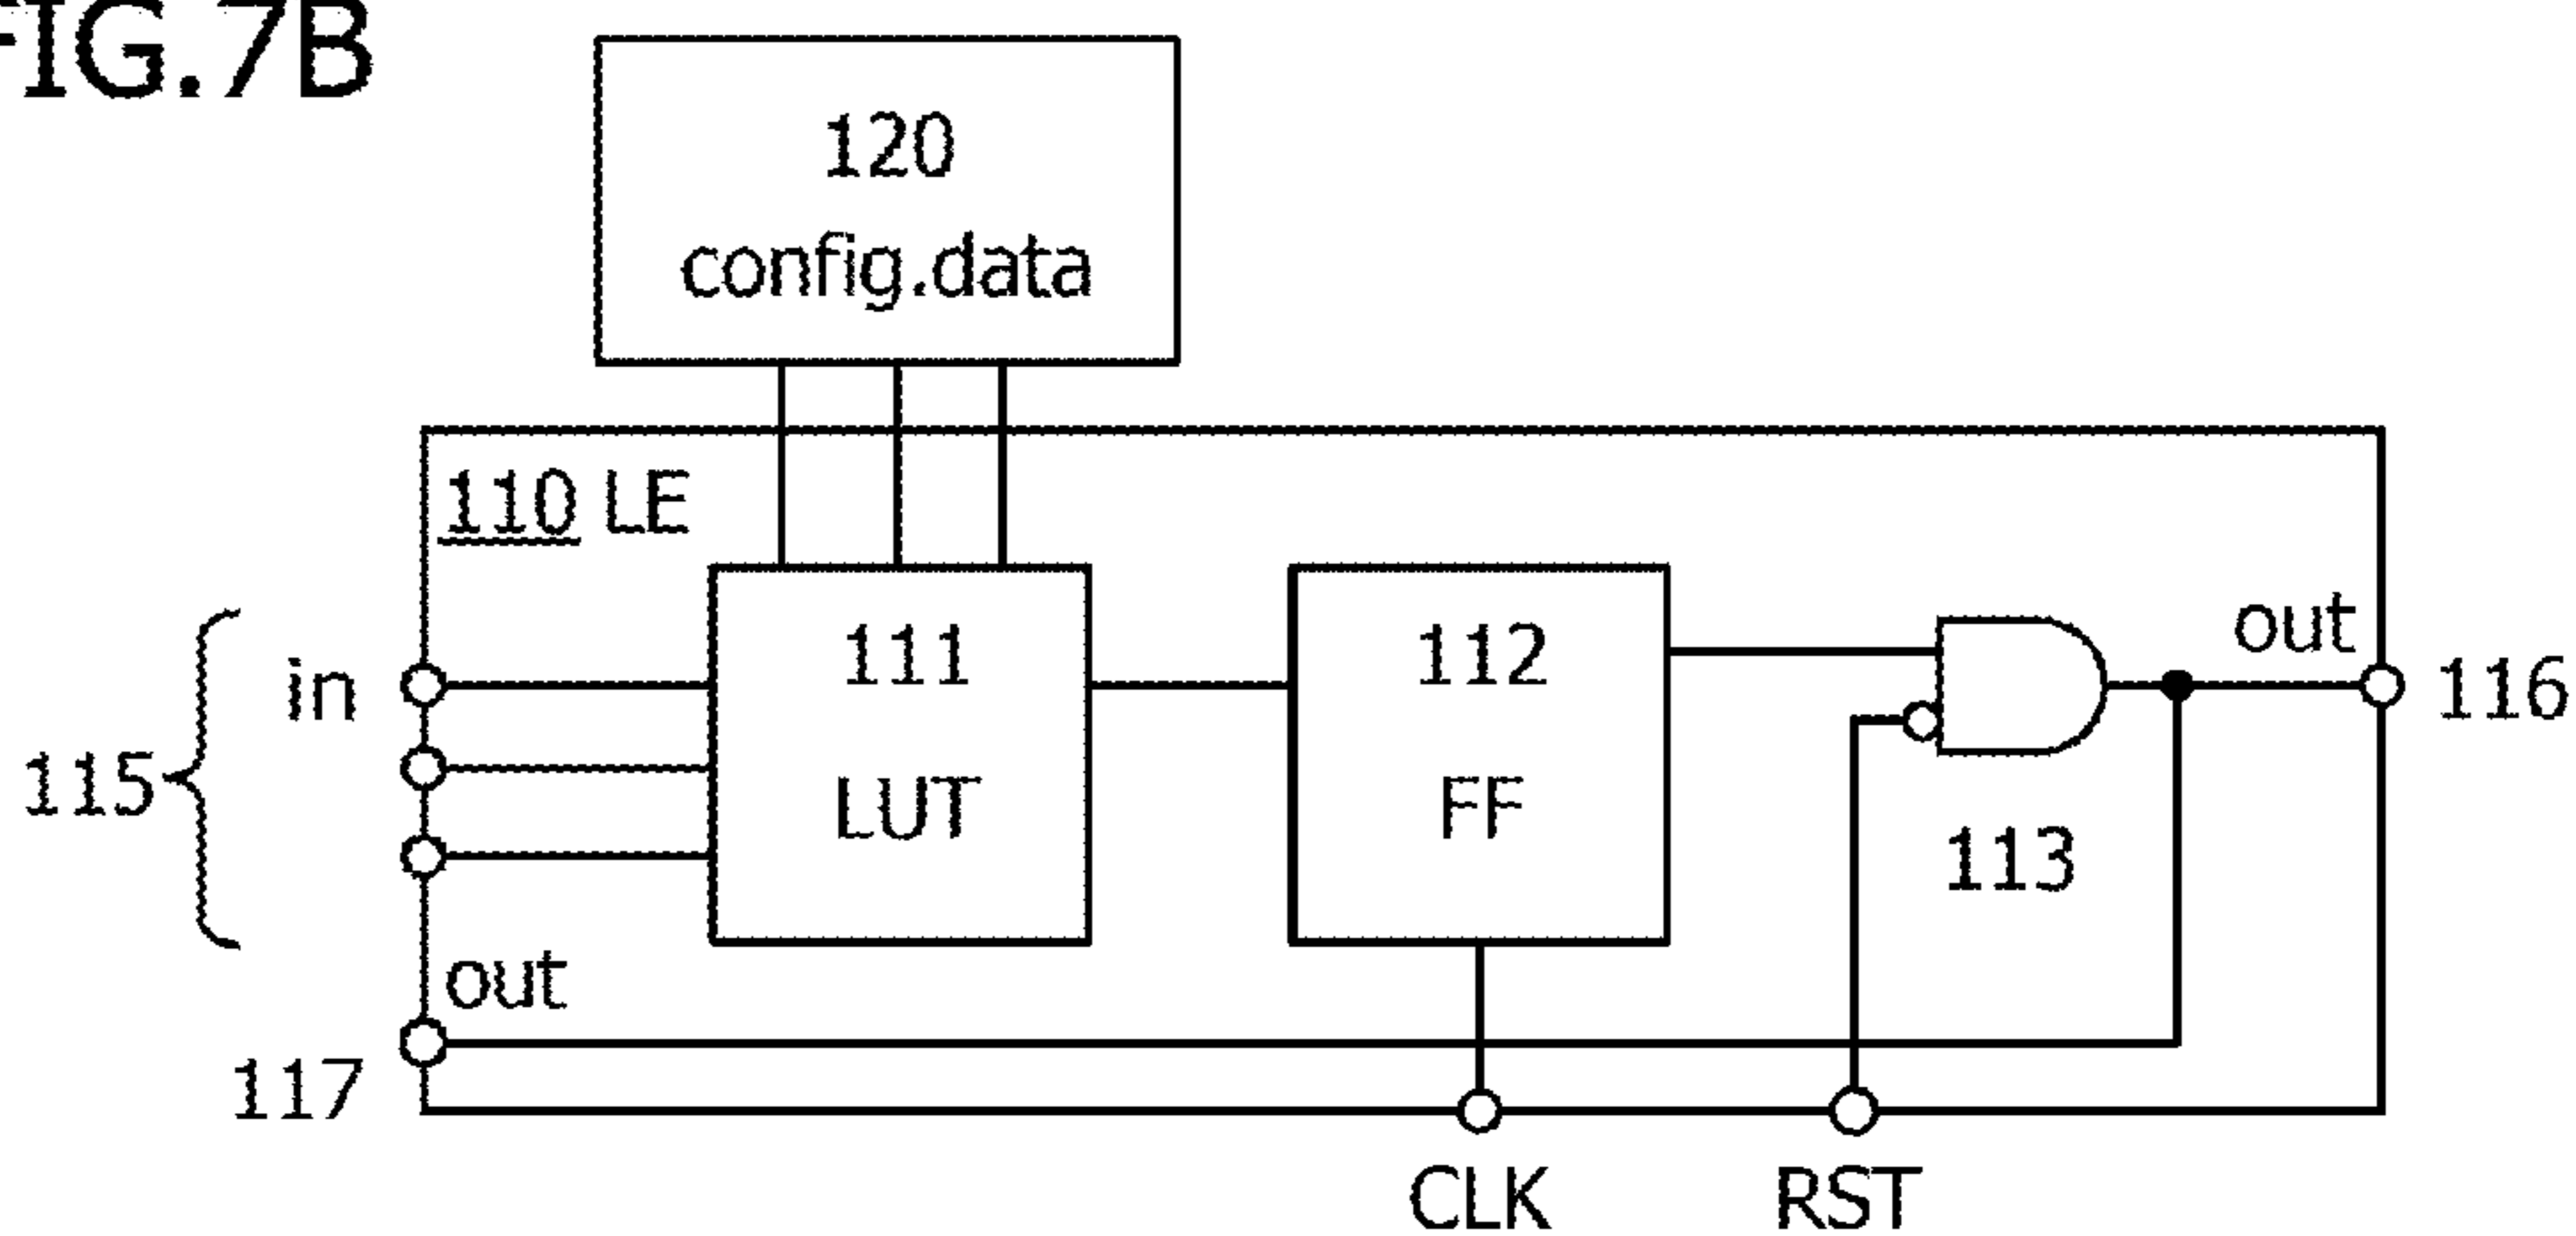 FIG.7B
120
config.data
110 LE
in
115
111
LUT
112
FF
113
out
116
out
117
CLK
RST